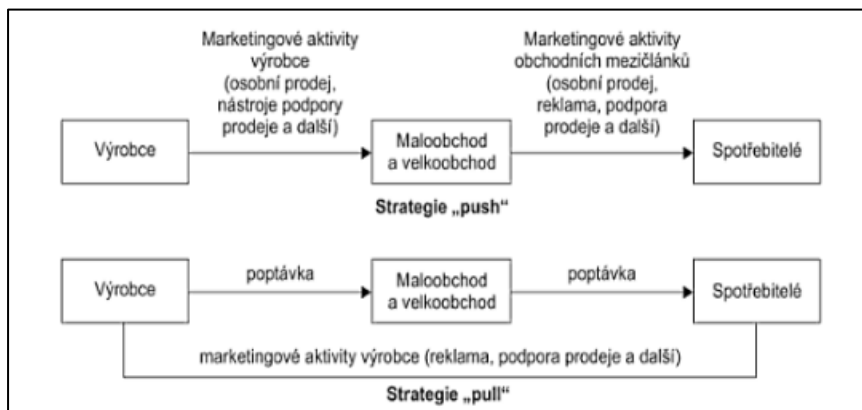 Marketingové aktivity
výrobce
(osobní prodej,
nástroje podpory
prodeje a další)
Marketingové aktivity
obchodních mezičlánků
(osobní prodej,
reklama, podpora
prodeje a další)
Výrobce
Maloobchod
a velkoobchod
Spotřebitelé
Strategie „push“
Výrobce
poptávka
Maloobchod
a velkoobchod
poptávka
Spotřebitelé
marketingové aktivity výrobce (reklama, podpora prodeje a další)
Strategie „pull“